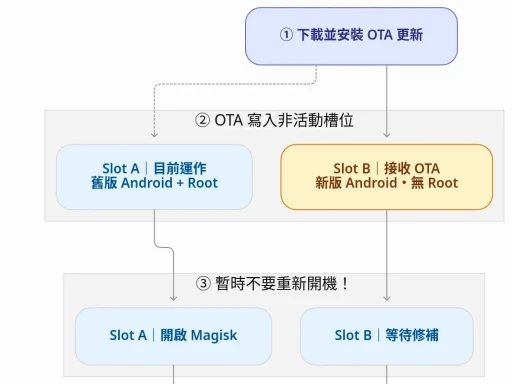 ① 下載並安裝 OTA 更新
② OTA 寫入非活動槽位
Slot A｜目前運作
舊版 Android + Root
Slot B｜接收 OTA
新版 Android・無 Root
③ 暫時不要重新開機！
Slot A｜開啟 Magisk
Slot B｜等待修補